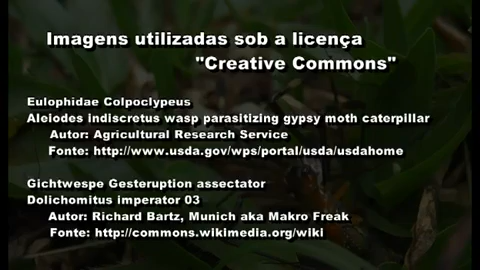 Imagens utilizadas sob a licença
"Creative Commons"
Eulophidae Colpoclypeus
Aleiodes indiscretus wasp parasitizing gypsy moth caterpillar
Autor: Agricultural Research Service
Fonte: http://www.usda.gov/wps/portal/usda/usdahome
Gichtwespe Gesteruption assectator
Dolichomitus imperator 03
Autor: Richard Bartz, Munich aka Makro Freak
Fonte: http://commons.wikimedia.org/wiki